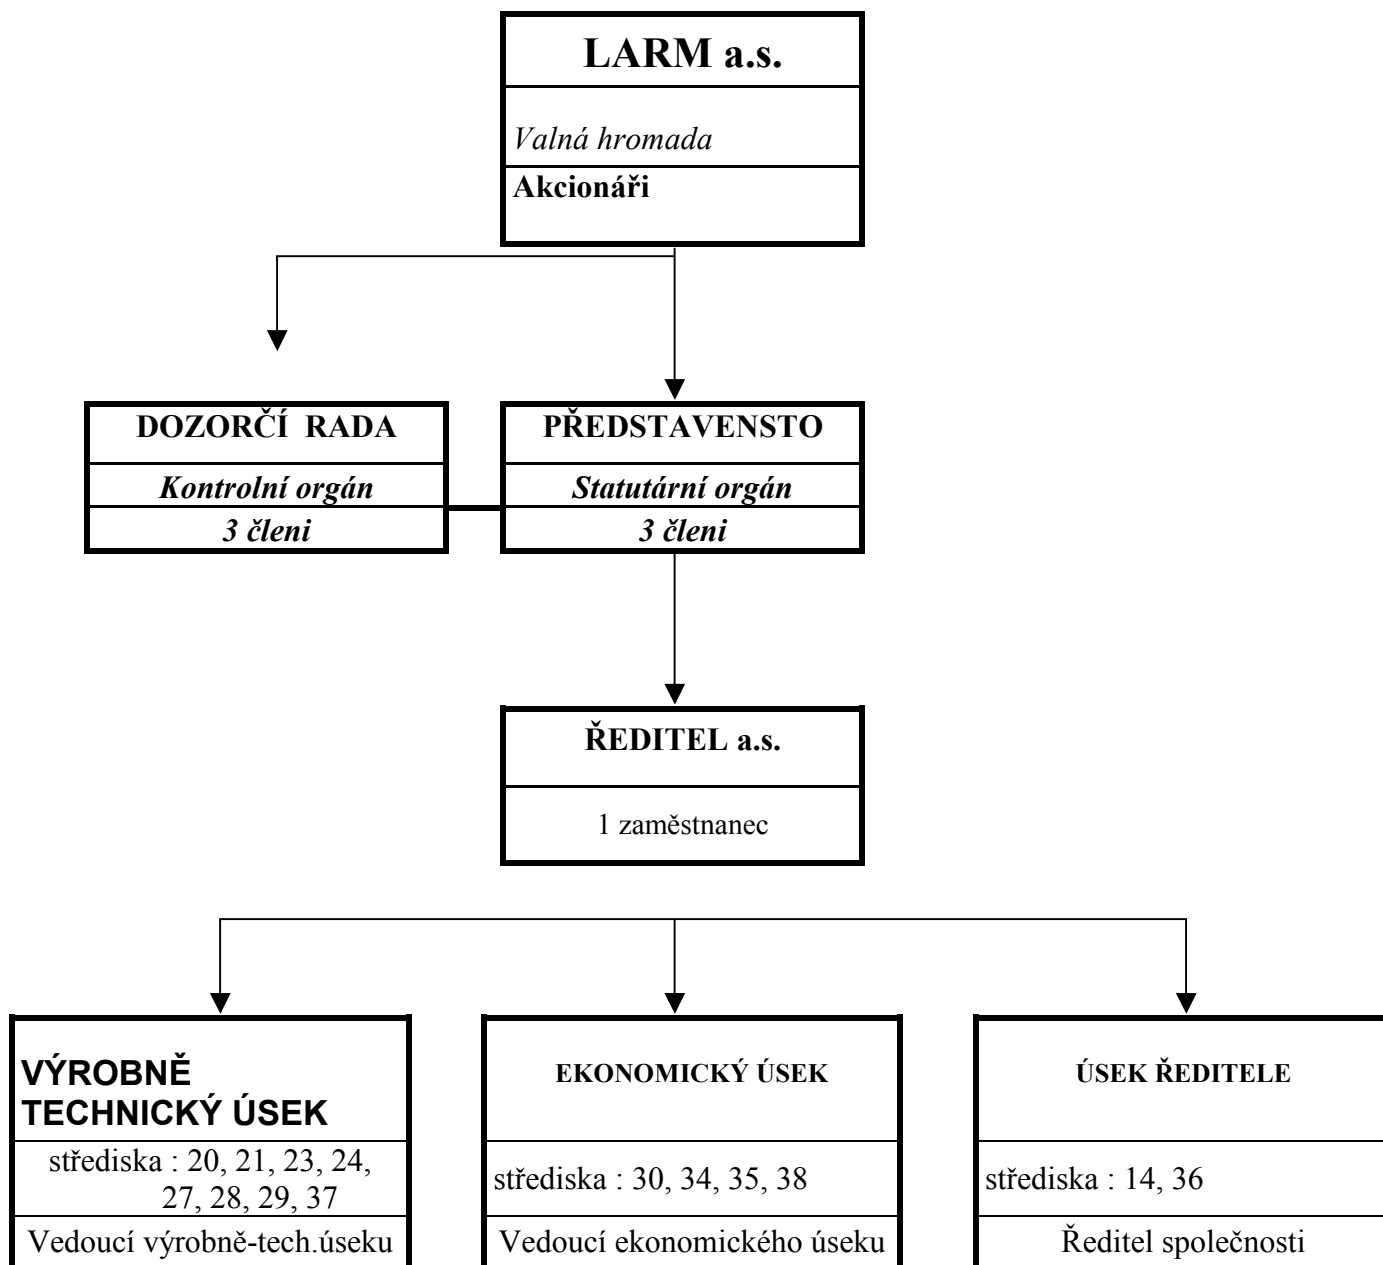 LARM a.s.
Valná hromada
Akcionáři
DOZORČÍ RADA
Kontrolní orgán
3 členi
PŘEDSTAVENSTO
Statutární orgán
3 členi
ŘEDITEL a.s.
1 zaměstnanec
VÝROBNĚ
TECHNICKÝ ÚSEK
střediska : 20, 21, 23, 24,
27, 28, 29, 37
Vedoucí výrobně-tech.úseku
EKONOMICKÝ ÚSEK
střediska : 30, 34, 35, 38
Vedoucí ekonomického úseku
ÚSEK ŘEDITELE
střediska : 14, 36
Ředitel společnosti